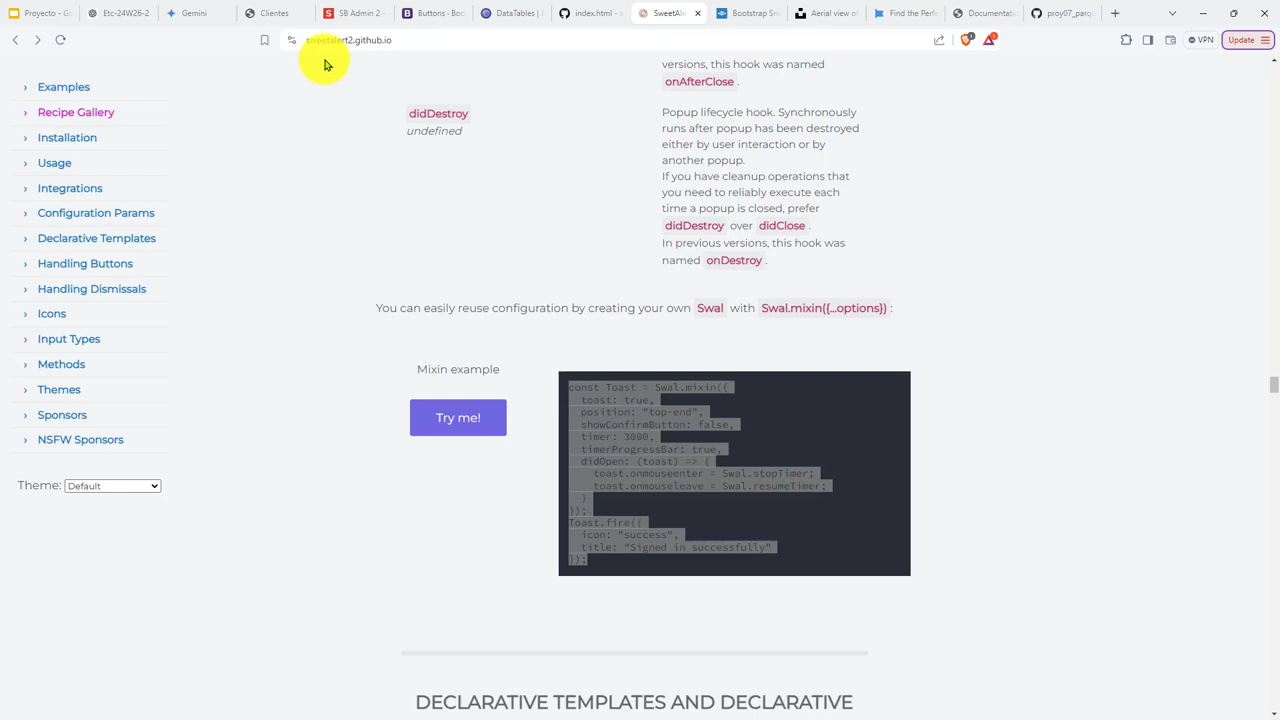 Proyecto - G
Etc-24W26-2
Gemini
Clientes
SB Admin 2 -
Buttons - Boo
DataTables | J
index.html - x
SweetAle
Bootstrap Sni
Aerial view of
Find the Perfe
Documentati
proy07_parqu
sweetalert2.github.io
VPN
Update
Examples
Recipe Gallery
Installation
Usage
Integrations
Configuration Params
Declarative Templates
Handling Buttons
Handling Dismissals
Icons
Input Types
Methods
Themes
Sponsors
NSFW Sponsors
Theme: Default
versions, this hook was named
onAfterClose .
didDestroy
undefined
Popup lifecycle hook. Synchronously
runs after popup has been destroyed
either by user interaction or by
another popup.
If you have cleanup operations that
you need to reliably execute each
time a popup is closed, prefer
didDestroy over didClose .
In previous versions, this hook was
named onDestroy .
You can easily reuse configuration by creating your own Swal with Swal.mixin({...options}) :
Mixin example
Try me!
const Toast = Swal.mixin({
toast: true,
position: "top-end",
showConfirmButton: false,
timer: 3000,
timerProgressBar: true,
didOpen: (toast) => {
toast.onmouseenter = Swal.stopTimer;
toast.onmouseleave = Swal.resumeTimer;
}
});
Toast.fire({
icon: "success",
title: "Signed in successfully"
});
DECLARATIVE TEMPLATES AND DECLARATIVE